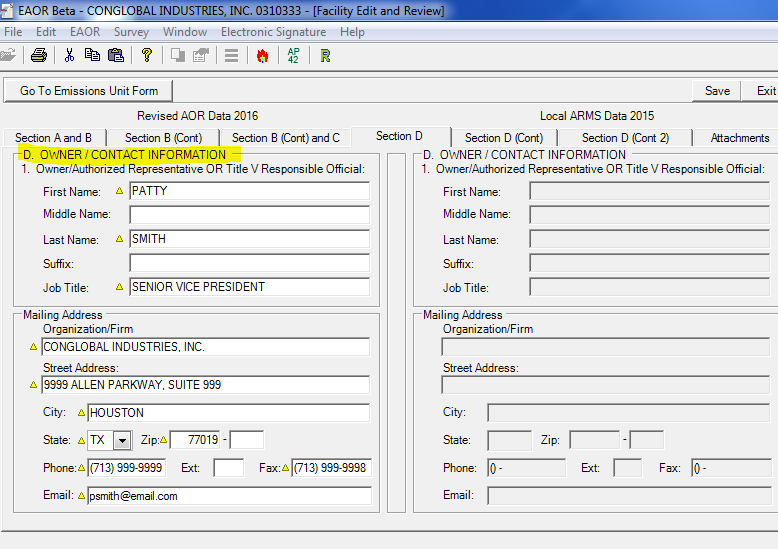 EAOR Beta - CONGLOBAL INDUSTRIES, INC. 0310333 - [Facility Edit and Review]
File Edit EAOR Survey Window Electronic Signature Help
? AP 42 R
Go To Emissions Unit Form Save Exit
Revised AOR Data 2016 Local ARMS Data 2015
Section A and B Section B (Cont) Section B (Cont) and C Section D Section D (Cont) Section D (Cont 2) Attachments
D. OWNER / CONTACT INFORMATION
1. Owner/Authorized Representative OR Title V Responsible Official:
First Name: PATTY
Middle Name:
Last Name: SMITH
Suffix:
Job Title: SENIOR VICE PRESIDENT
Mailing Address
Organization/Firm
CONGLOBAL INDUSTRIES, INC.
Street Address:
9999 ALLEN PARKWAY, SUITE 999
City: HOUSTON
State: TX Zip: 77019 -
Phone: (713) 999-9999 Ext: Fax: (713) 999-9998
Email: psmith@email.com
D. OWNER / CONTACT INFORMATION
1. Owner/Authorized Representative OR Title V Responsible Official:
First Name:
Middle Name:
Last Name:
Suffix:
Job Title:
Mailing Address
Organization/Firm
Street Address:
City:
State: Zip: -
Phone: () - Ext: Fax: () -
Email: